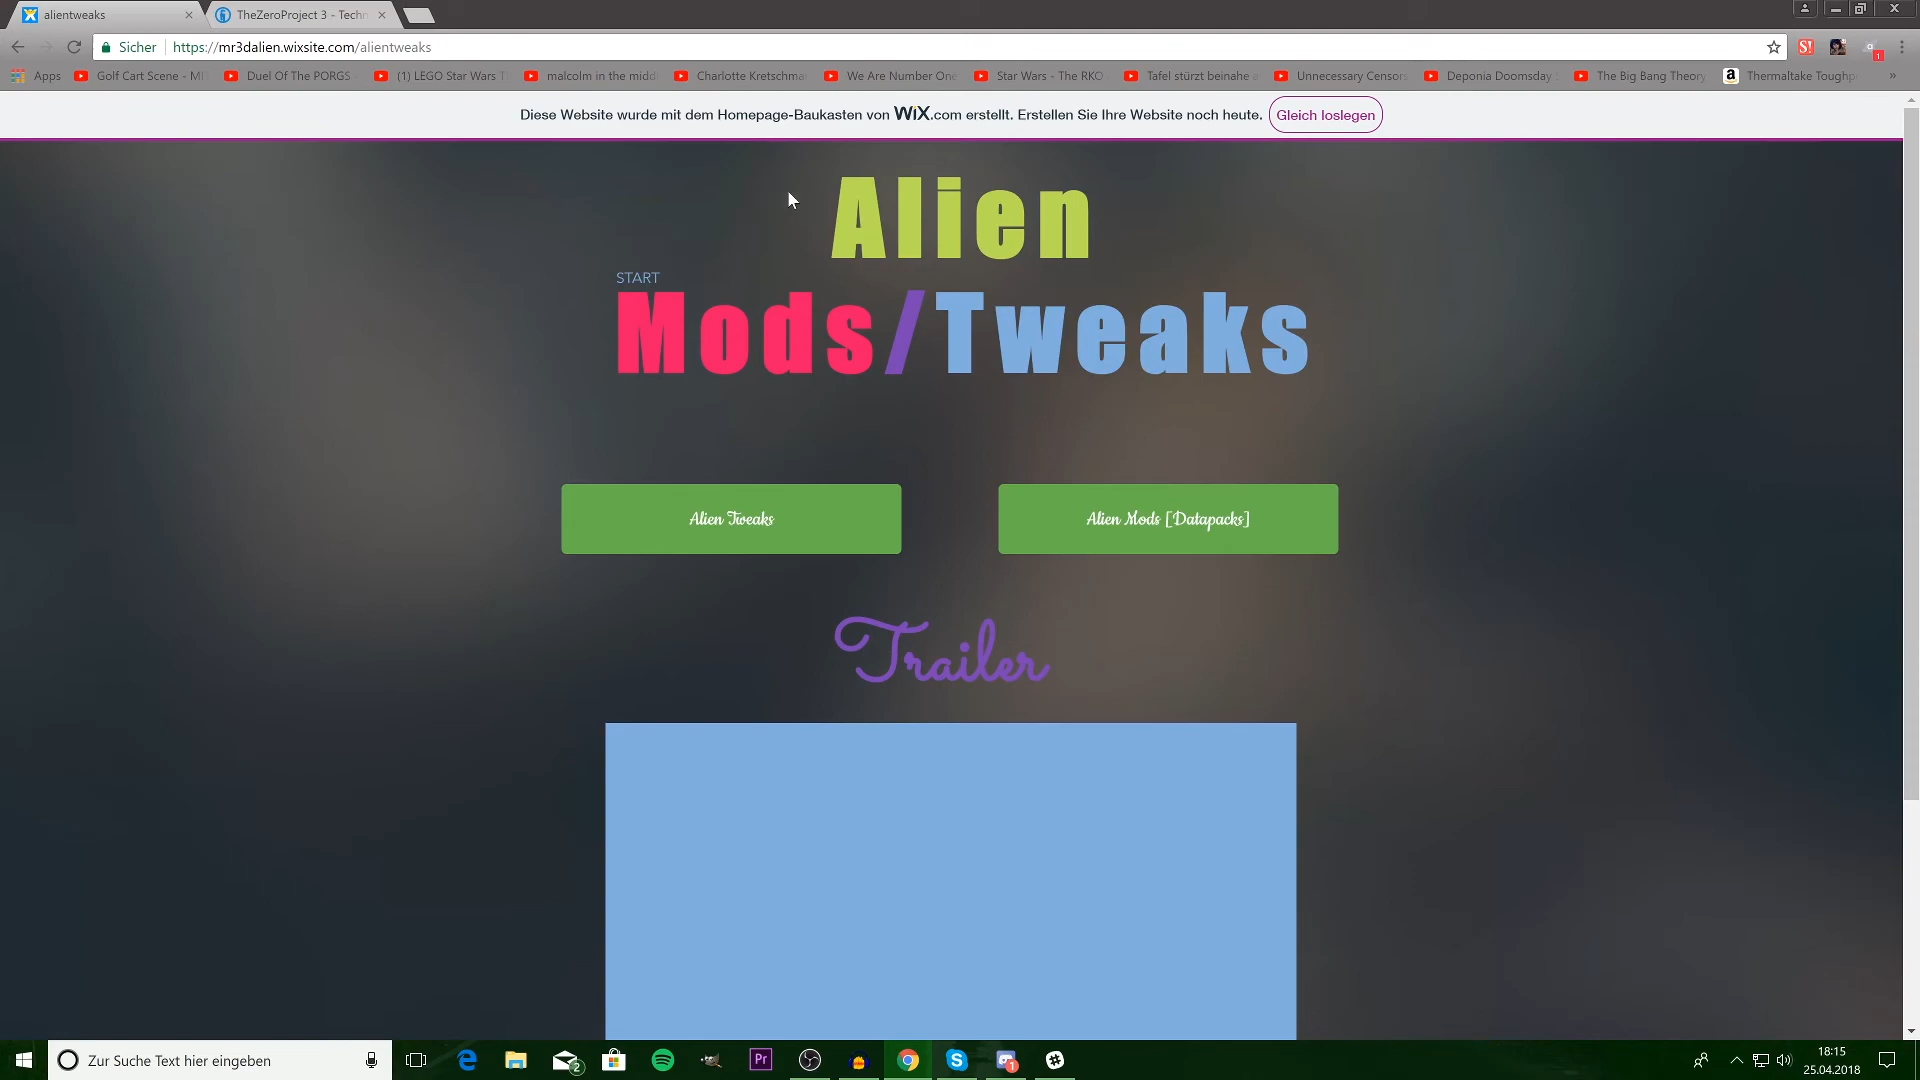 alientweaks
TheZeroProject 3 - Techn
Sicher
https://mr3dalien.wixsite.com/alientweaks
Apps
Golf Cart Scene - MI
Duel Of The PORGS
(1) LEGO Star Wars T
malcolm in the middl
Charlotte Kretschma
We Are Number One
Star Wars - The RKO
Tafel stürzt beinahe a
Unnecessary Censors
Deponia Doomsday
The Big Bang Theory
Thermaltake Toughp
Diese Website wurde mit dem Homepage-Baukasten von WiX.com erstellt. Erstellen Sie Ihre Website noch heute.
Gleich loslegen
Alien
START
Mods/Tweaks
Alien Tweaks
Alien Mods [Datapacks]
Trailer
Zur Suche Text hier eingeben
2
Pr
1
18:15
25.04.2018